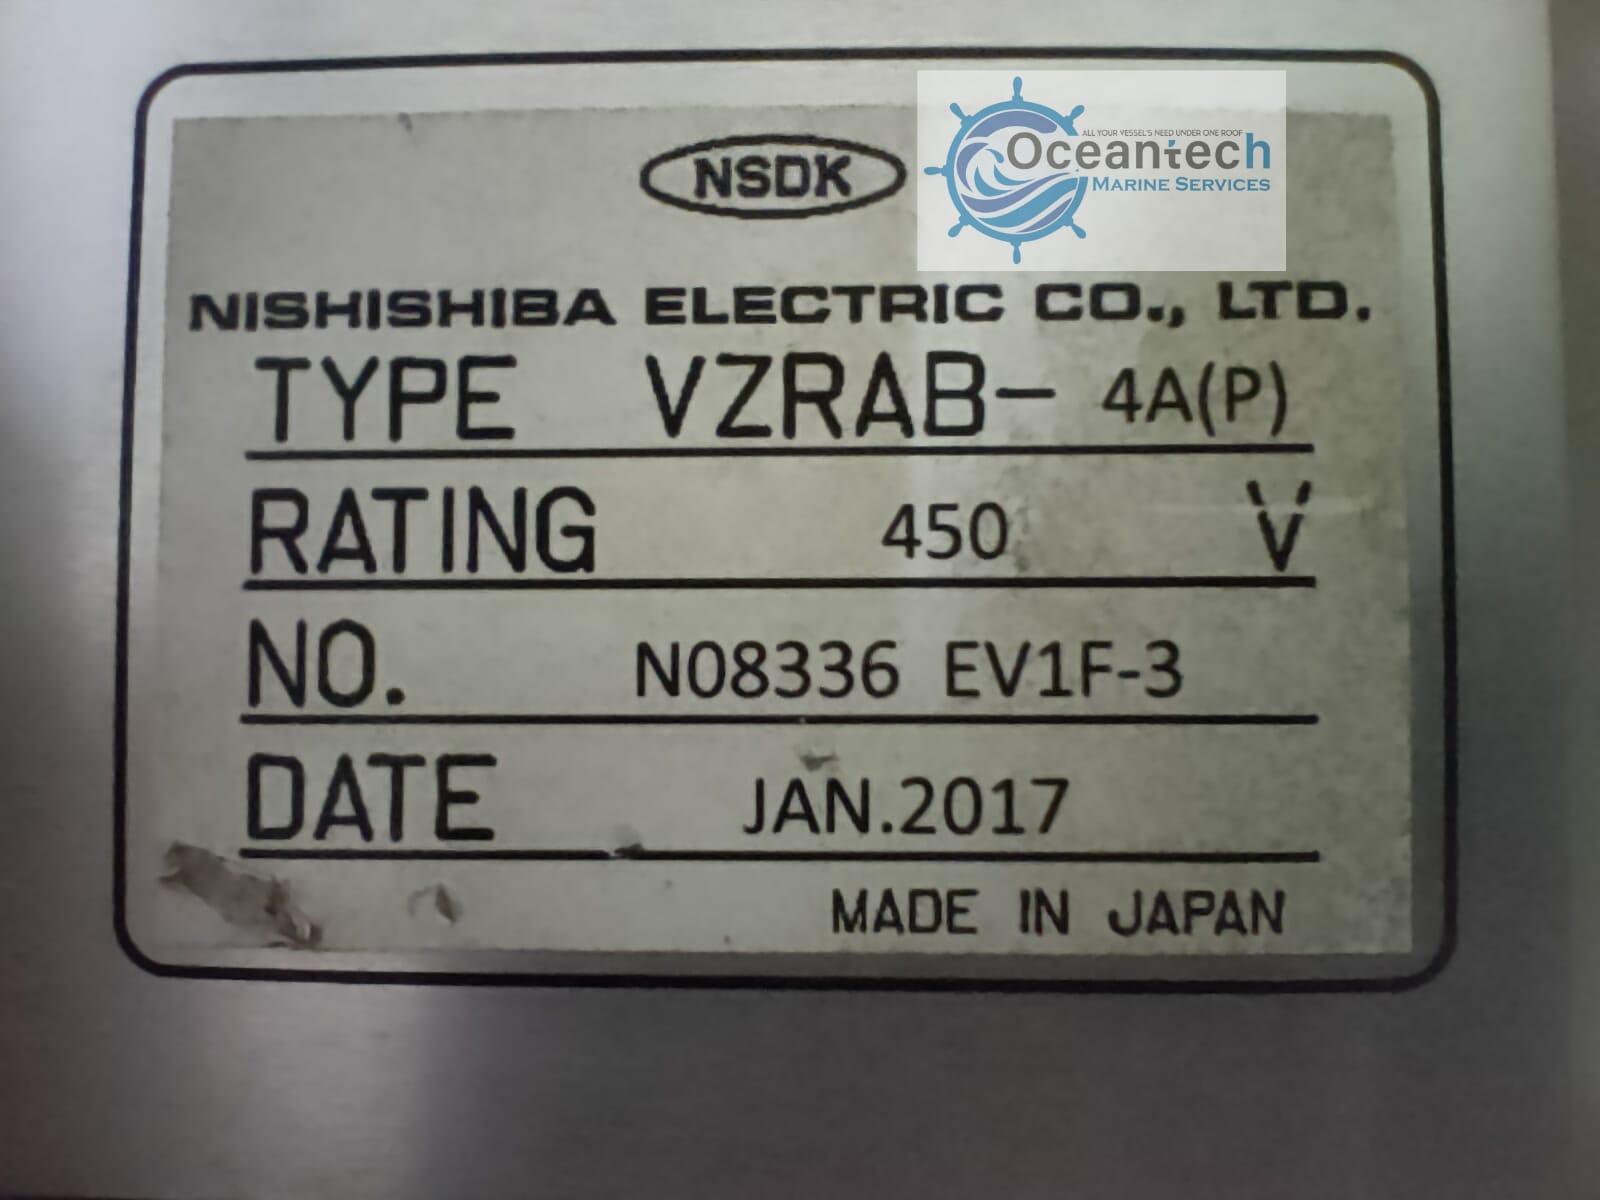 NSDK
ALL YOUR VESSEL'S NEED UNDER ONE ROOF
Oceantech
MARINE SERVICES
NISHISHIBA ELECTRIC CO., LTD.
TYPE VZRAB- 4A(P)
RATING 450 V
NO. N08336 EV1F-3
DATE JAN.2017
MADE IN JAPAN